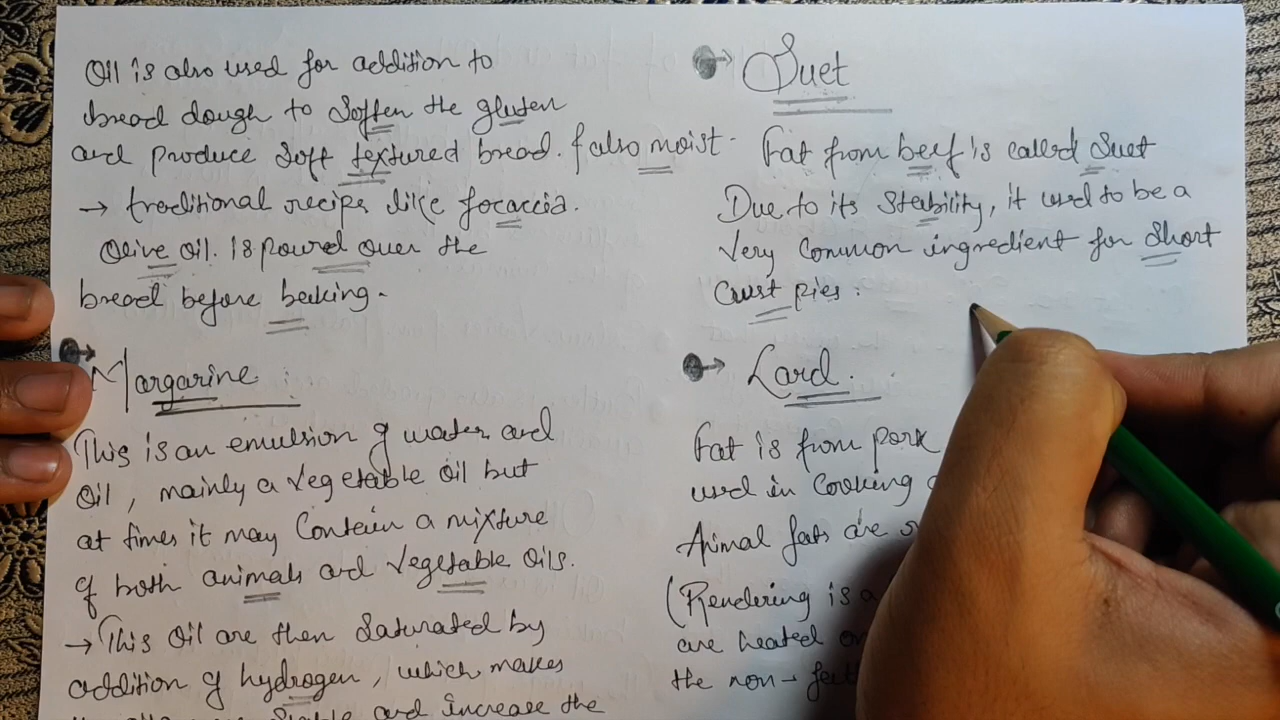 Oil is also used for addition to
bread dough to Soften the gluten
and produce Soft textured bread. & also moist.
→ traditional recipe like focaccia.
Olive oil. is poured over the
bread before baking.
Margarine :
This is an emulsion of water and
Oil, mainly a vegetable oil but
at times it may Contain a mixture
of both animals and vegetable oils.
→ This oil are then Saturated by
addition of hydrogen, which makes
Stable and increase the
Suet
Fat from beef is called Suet
Due to its Stability, it used to be a
Very Common ingredient for Short
Crust pies.
Lard.
Fat is from pork
used in Cooking
Animal fats are
(Rendering is a
are heated
the non-